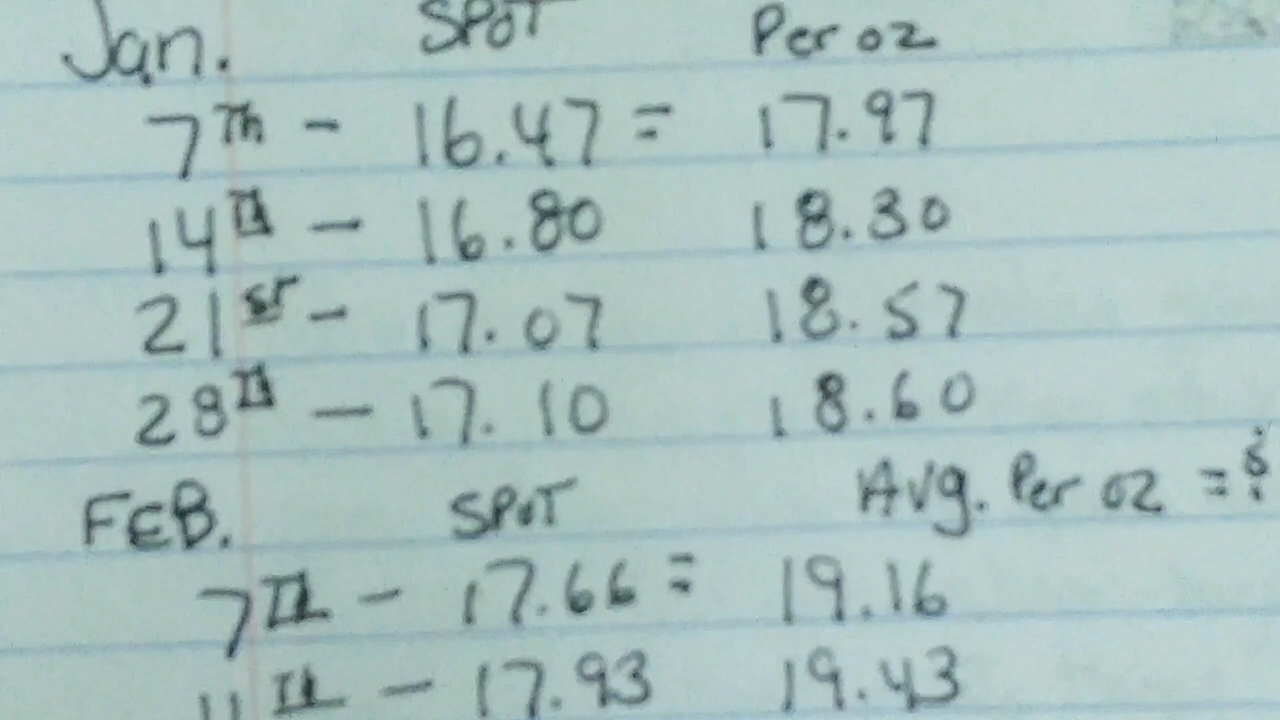 Jan. SPOT Per oz
7th - 16.47 = 17.97
14th - 16.80 18.30
21st - 17.07 18.57
28th - 17.10 18.60
Avg. Per oz =
FEB. SPOT
7th - 17.66 = 19.16
- 17.93 19.43